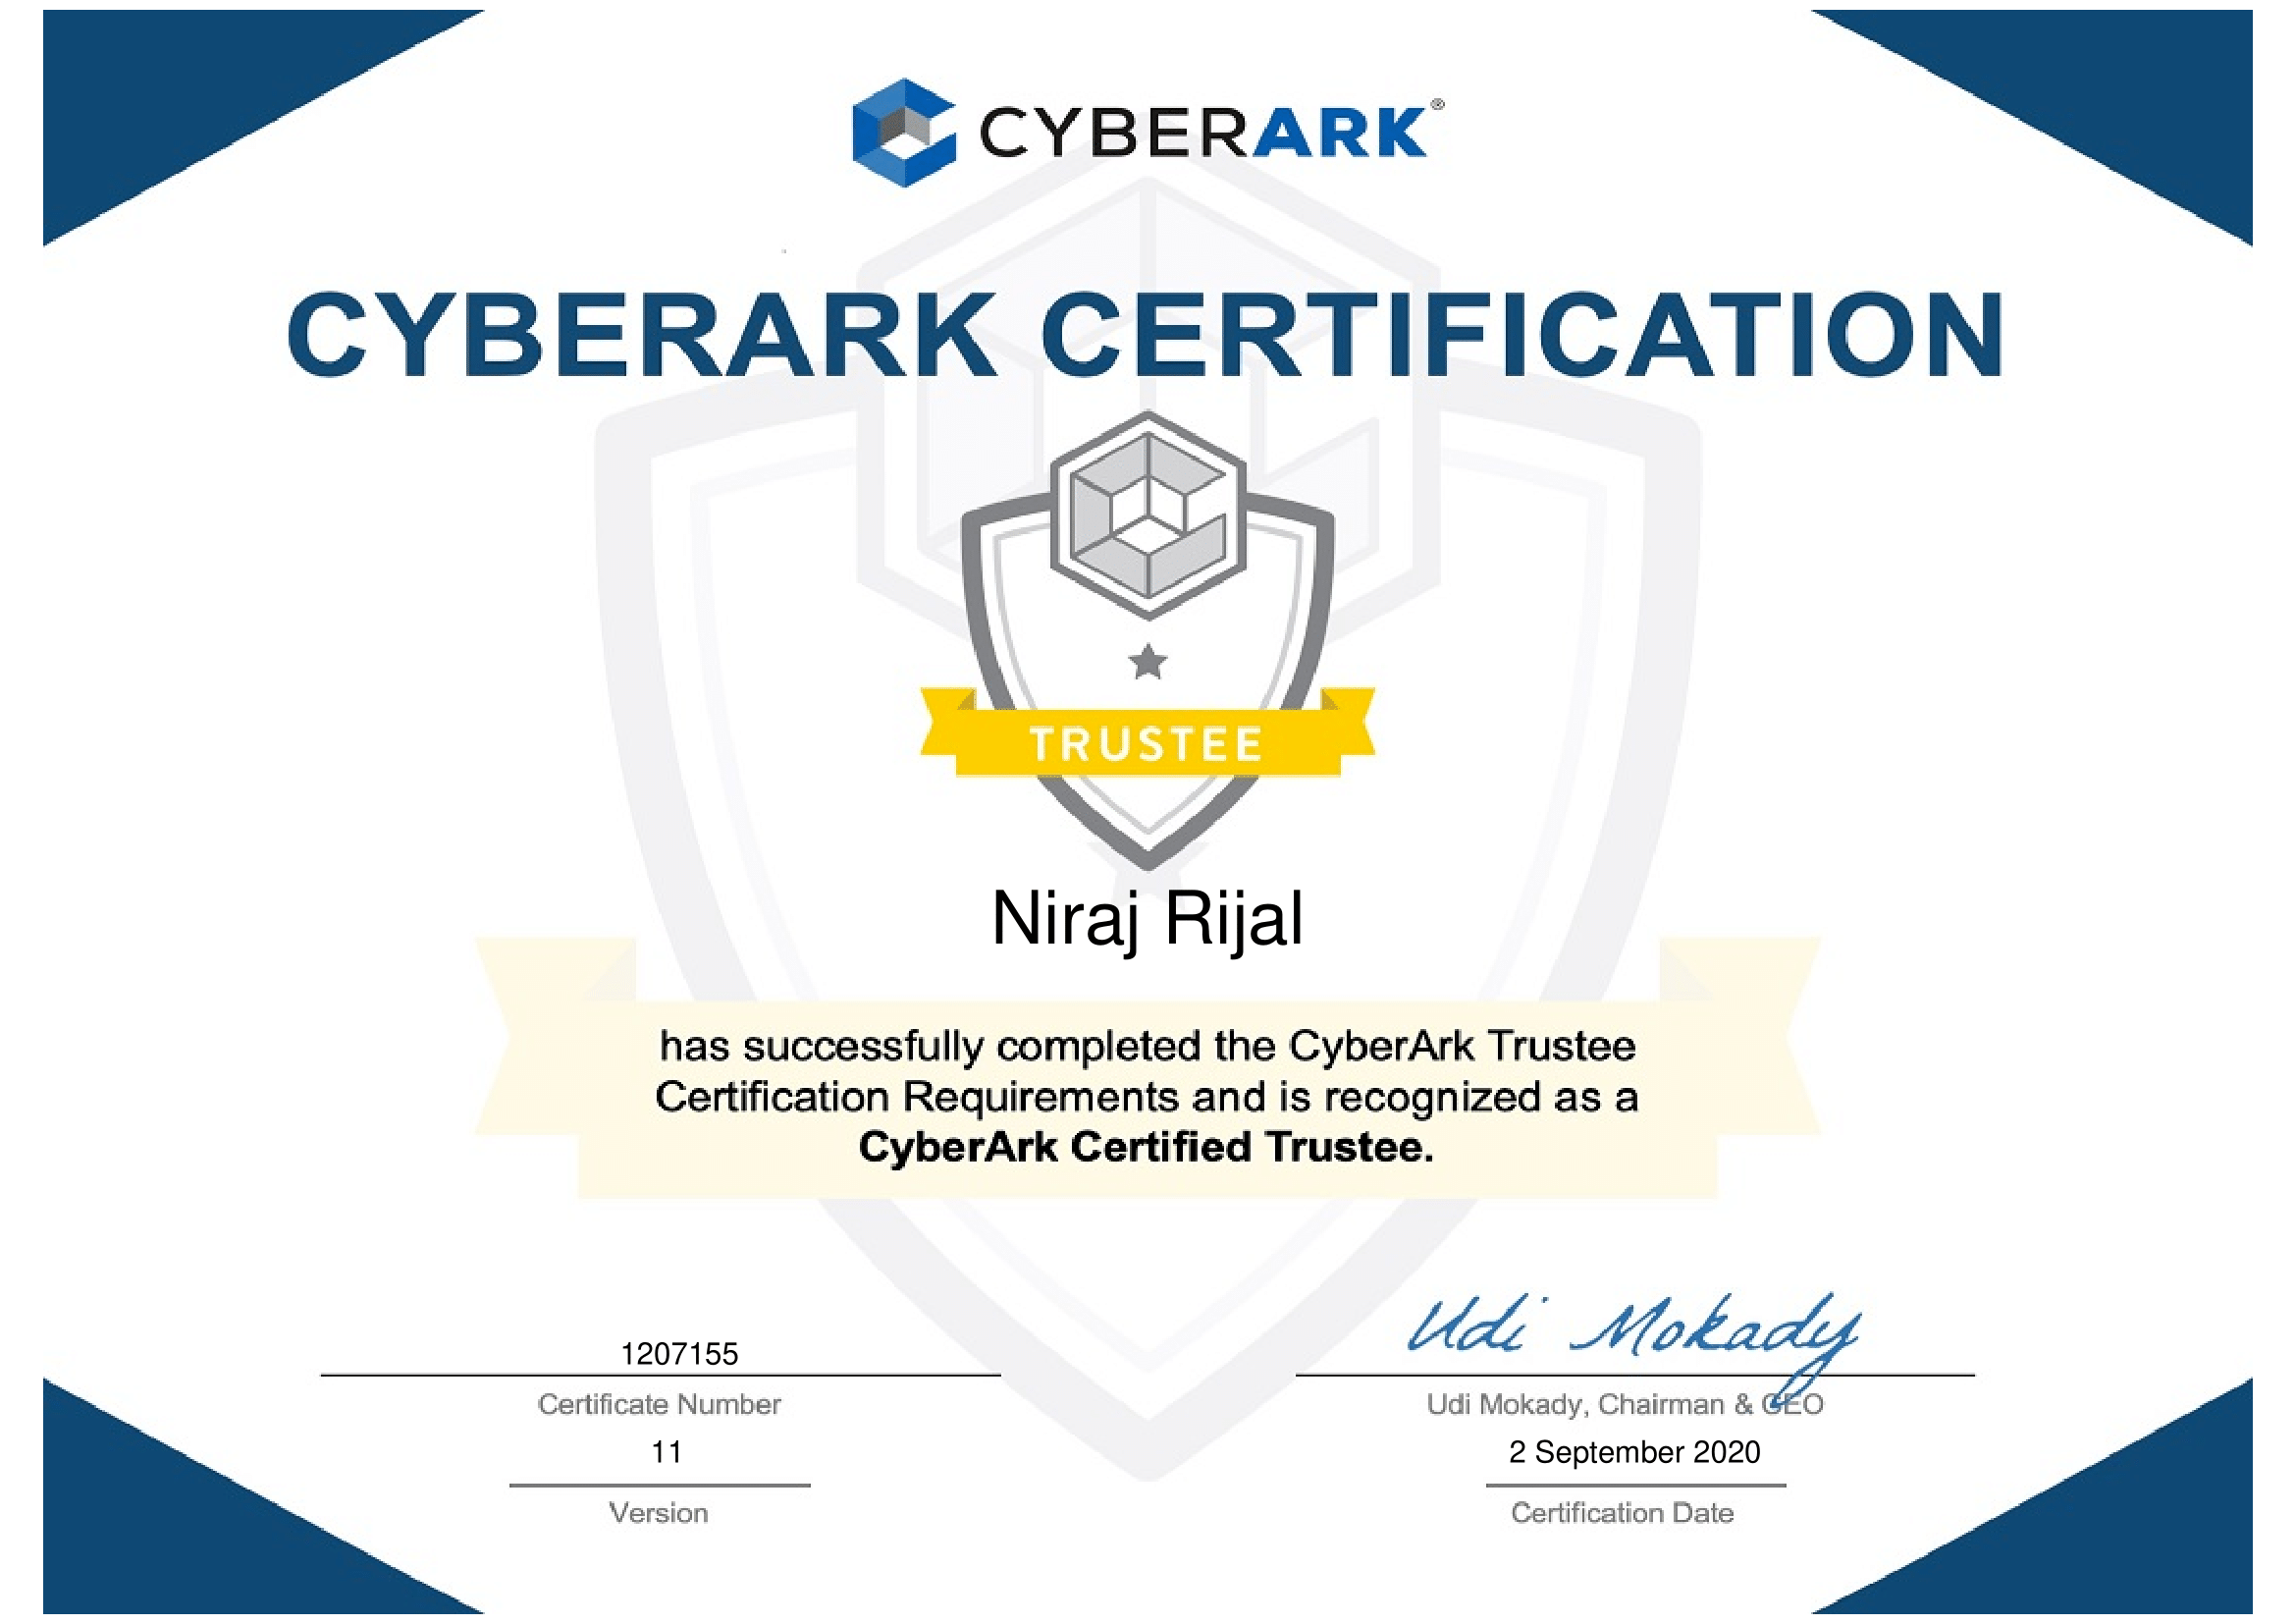 CYBERARK®
CYBERARK CERTIFICATION
TRUSTEE
Niraj Rijal
has successfully completed the CyberArk Trustee
Certification Requirements and is recognized as a
CyberArk Certified Trustee.
1207155
Certificate Number
11
Version
Udi Mokady
Udi Mokady, Chairman & CEO
2 September 2020
Certification Date